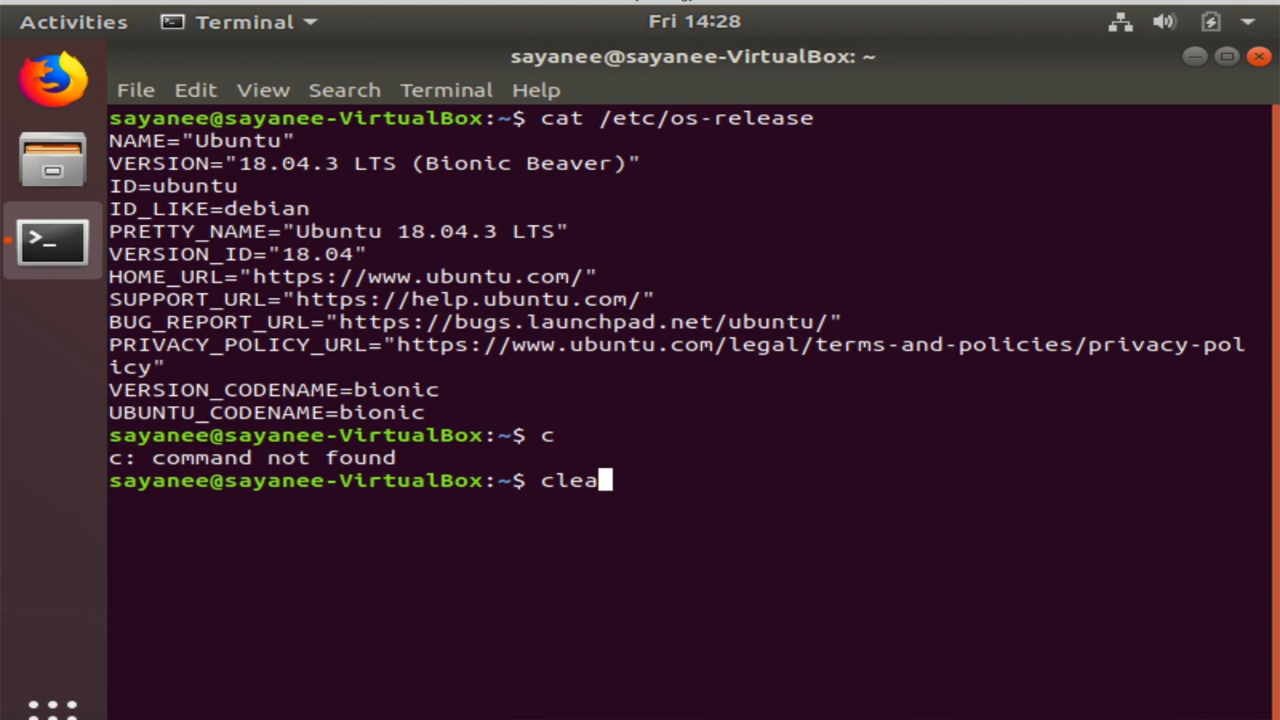 Activities Terminal Fri 14:28
sayanee@sayanee-VirtualBox: ~
File Edit View Search Terminal Help
sayanee@sayanee-VirtualBox:~$ cat /etc/os-release
NAME="Ubuntu"
VERSION="18.04.3 LTS (Bionic Beaver)"
ID=ubuntu
ID_LIKE=debian
PRETTY_NAME="Ubuntu 18.04.3 LTS"
VERSION_ID="18.04"
HOME_URL="https://www.ubuntu.com/"
SUPPORT_URL="https://help.ubuntu.com/"
BUG_REPORT_URL="https://bugs.launchpad.net/ubuntu/"
PRIVACY_POLICY_URL="https://www.ubuntu.com/legal/terms-and-policies/privacy-pol
icy"
VERSION_CODENAME=bionic
UBUNTU_CODENAME=bionic
sayanee@sayanee-VirtualBox:~$ c
c: command not found
sayanee@sayanee-VirtualBox:~$ clea